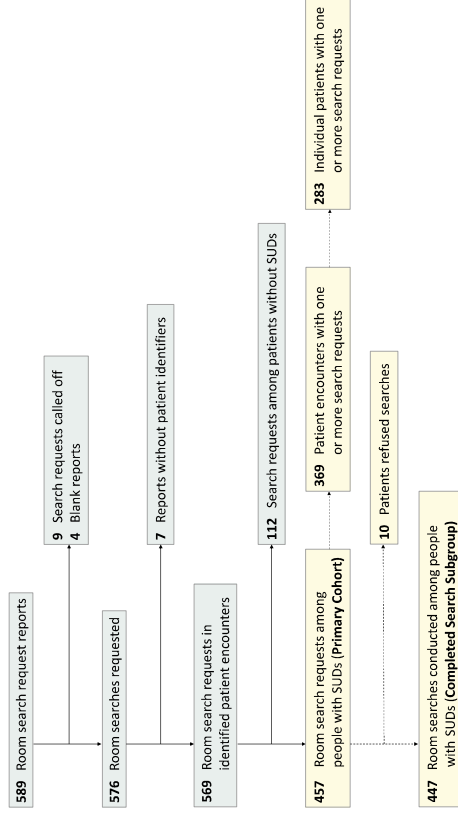 589 Room search request reports
9 Search requests called off
4 Blank reports
576 Room searches requested
7 Reports without patient identifiers
569 Room search requests in
identified patient encounters
112 Search requests among patients without SUDs
457 Room search requests among
people with SUDs (Primary Cohort)
369 Patient encounters with one
or more search requests
283 Individual patients with one
or more search requests
10 Patients refused searches
447 Room searches conducted among people
with SUDs (Completed Search Subgroup)